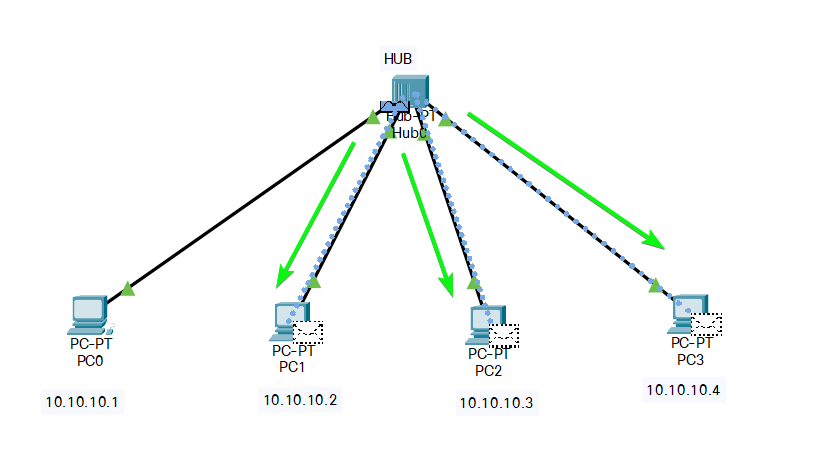 HUB
Hub-PT
Hub0
PC-PT
PC0
10.10.10.1
PC-PT
PC1
10.10.10.2
PC-PT
PC2
10.10.10.3
PC-PT
PC3
10.10.10.4